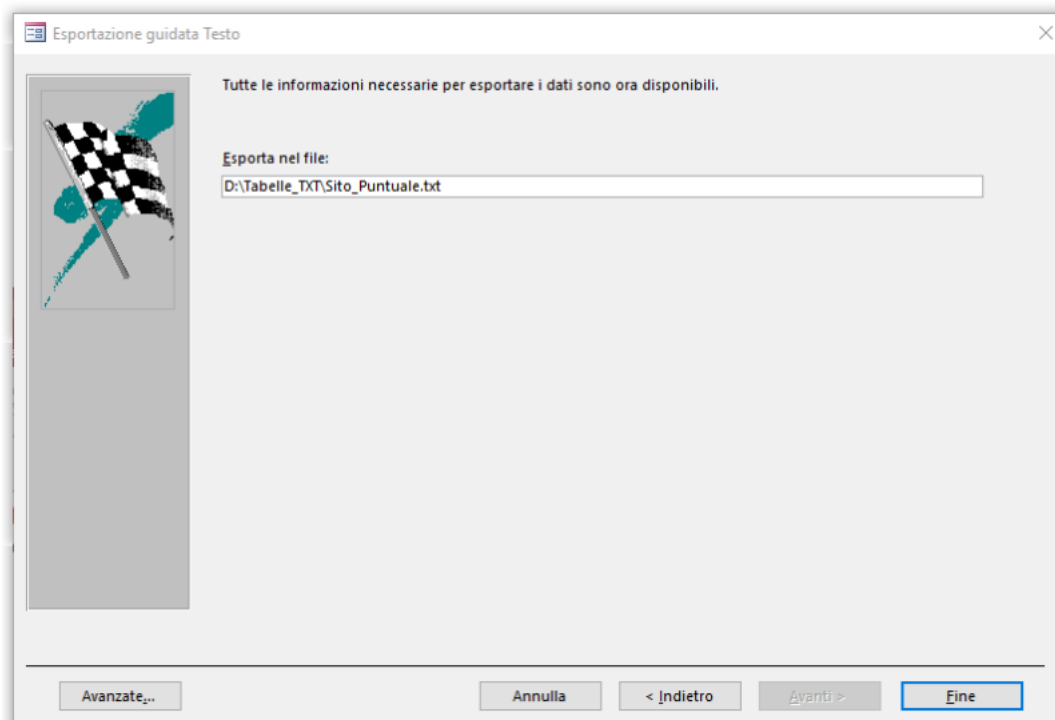 Esportazione guidata Testo
Tutte le informazioni necessarie per esportare i dati sono ora disponibili.
Esporta nel file:
D:\Tabelle_TXT\Sito_Puntuale.txt
Avanzate... Annulla < Indietro Avanti > Fine